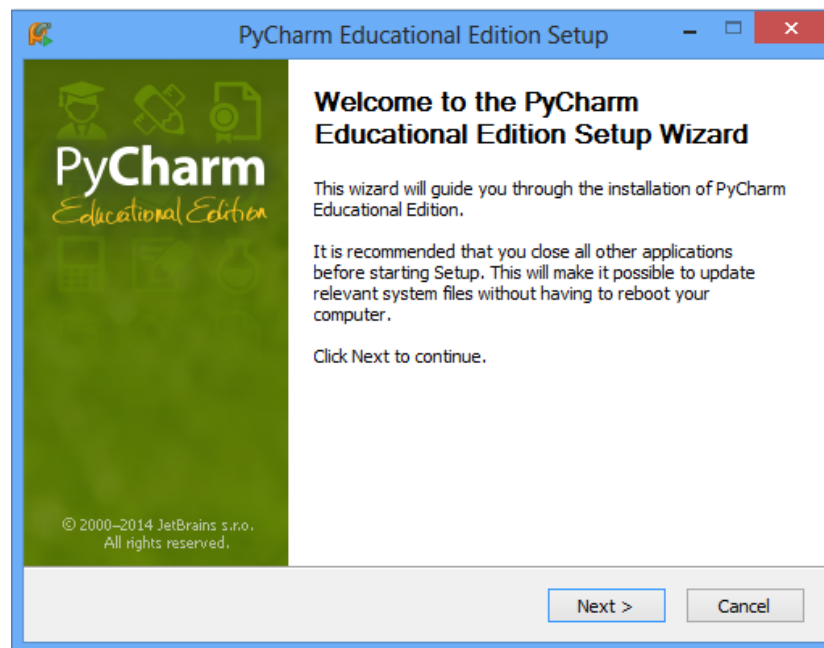 PyCharm Educational Edition Setup
PyCharm
Educational Edition
Welcome to the PyCharm
Educational Edition Setup Wizard
This wizard will guide you through the installation of PyCharm
Educational Edition.
It is recommended that you close all other applications
before starting Setup. This will make it possible to update
relevant system files without having to reboot your
computer.
Click Next to continue.
© 2000–2014 JetBrains s.r.o.
All rights reserved.
Next >
Cancel